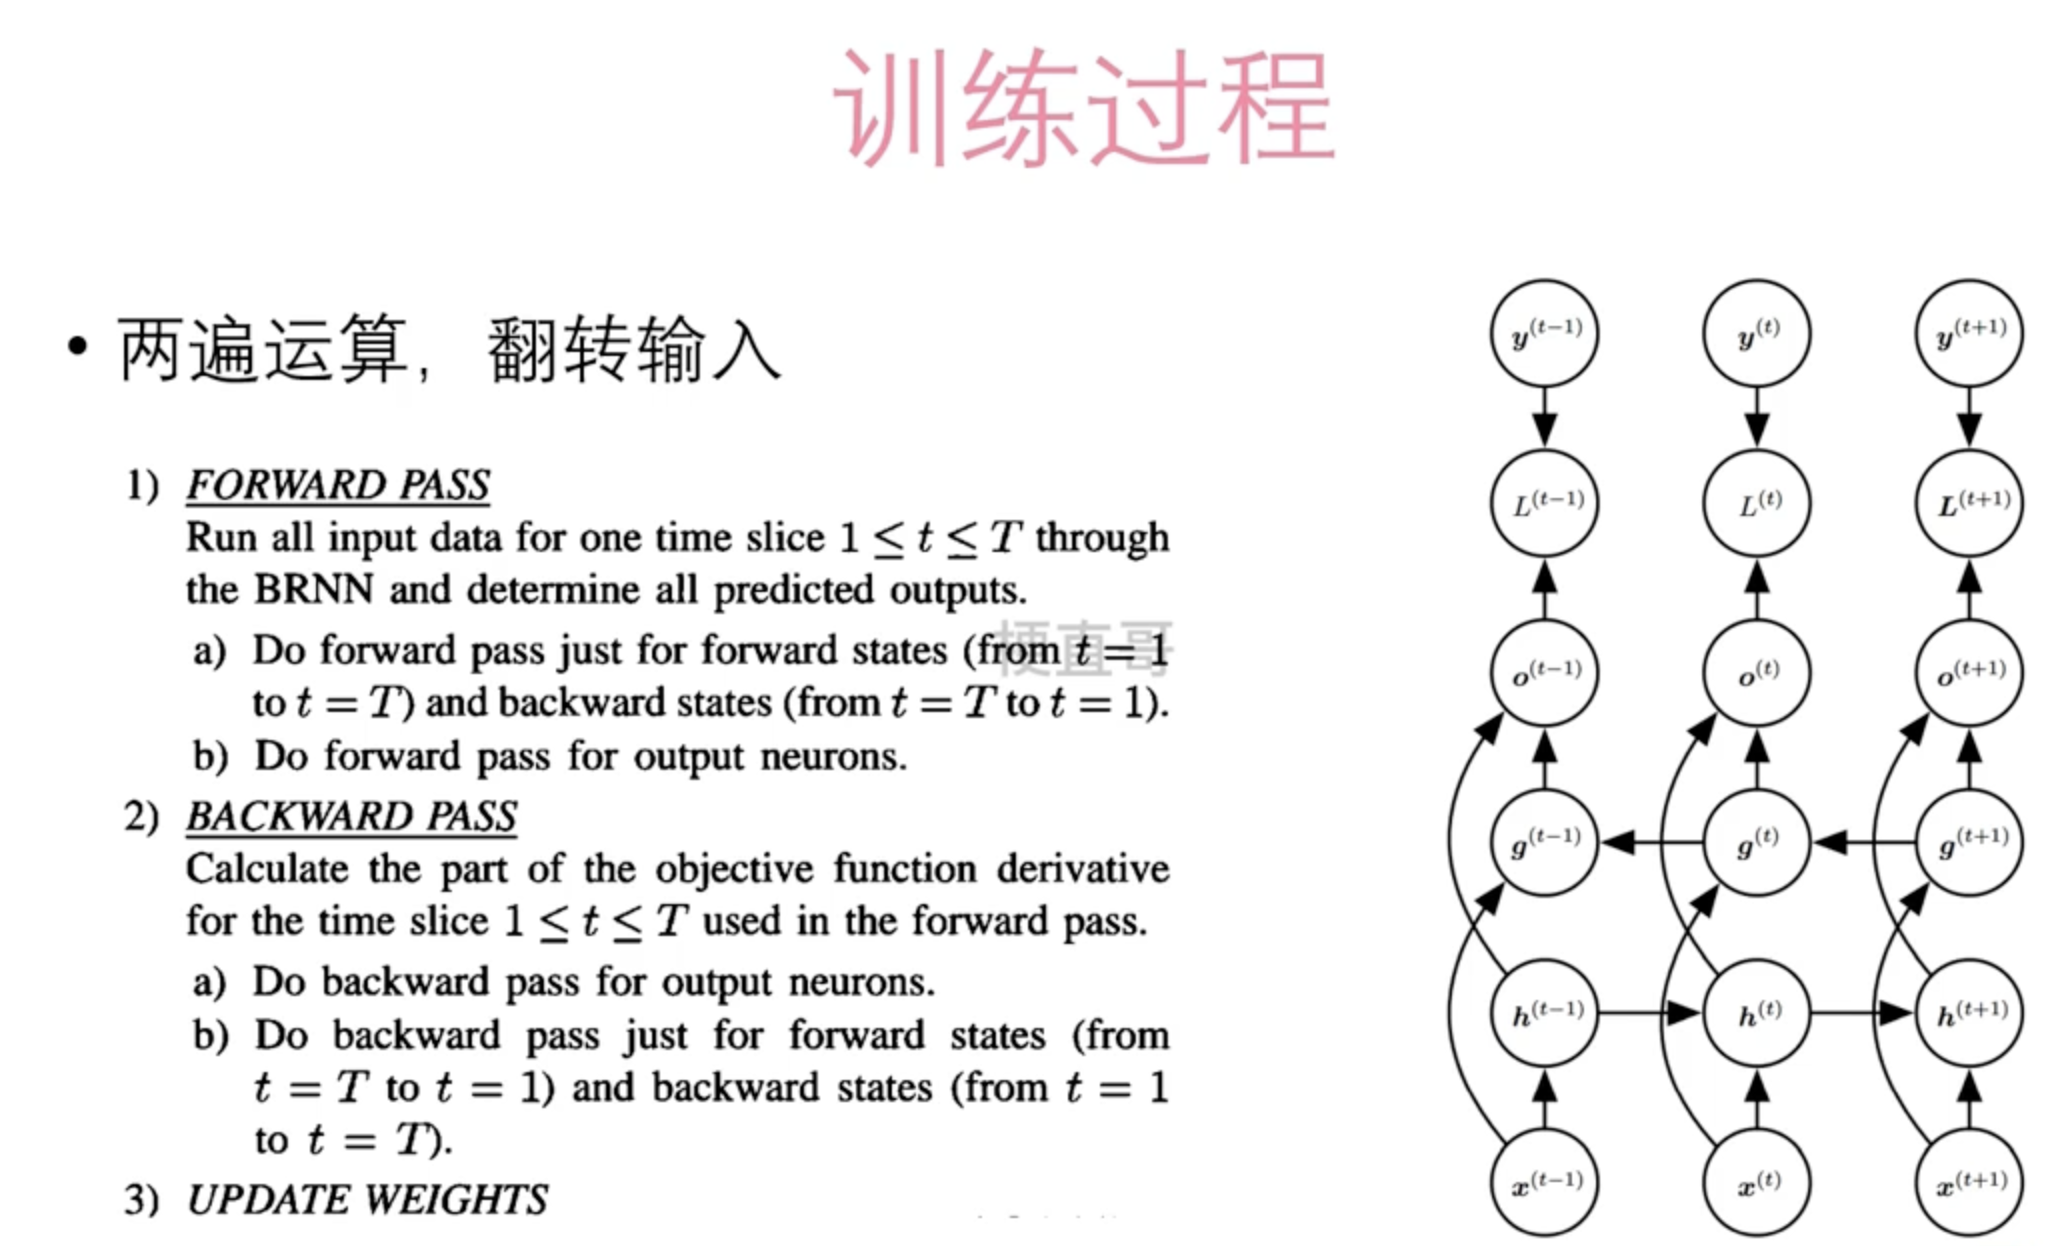 训练过程
• 两遍运算，翻转输入
1) FORWARD PASS
Run all input data for one time slice 1 ≤ t ≤ T through
the BRNN and determine all predicted outputs.
a) Do forward pass just for forward states (from t = 1
to t = T) and backward states (from t = T to t = 1).
b) Do forward pass for output neurons.
2) BACKWARD PASS
Calculate the part of the objective function derivative
for the time slice 1 ≤ t ≤ T used in the forward pass.
a) Do backward pass for output neurons.
b) Do backward pass just for forward states (from
t = T to t = 1) and backward states (from t = 1
to t = T).
3) UPDATE WEIGHTS
梗直哥
y^(t−1) y^(t) y^(t+1)
L^(t−1) L^(t) L^(t+1)
o^(t−1) o^(t) o^(t+1)
g^(t−1) g^(t) g^(t+1)
h^(t−1) h^(t) h^(t+1)
x^(t−1) x^(t) x^(t+1)